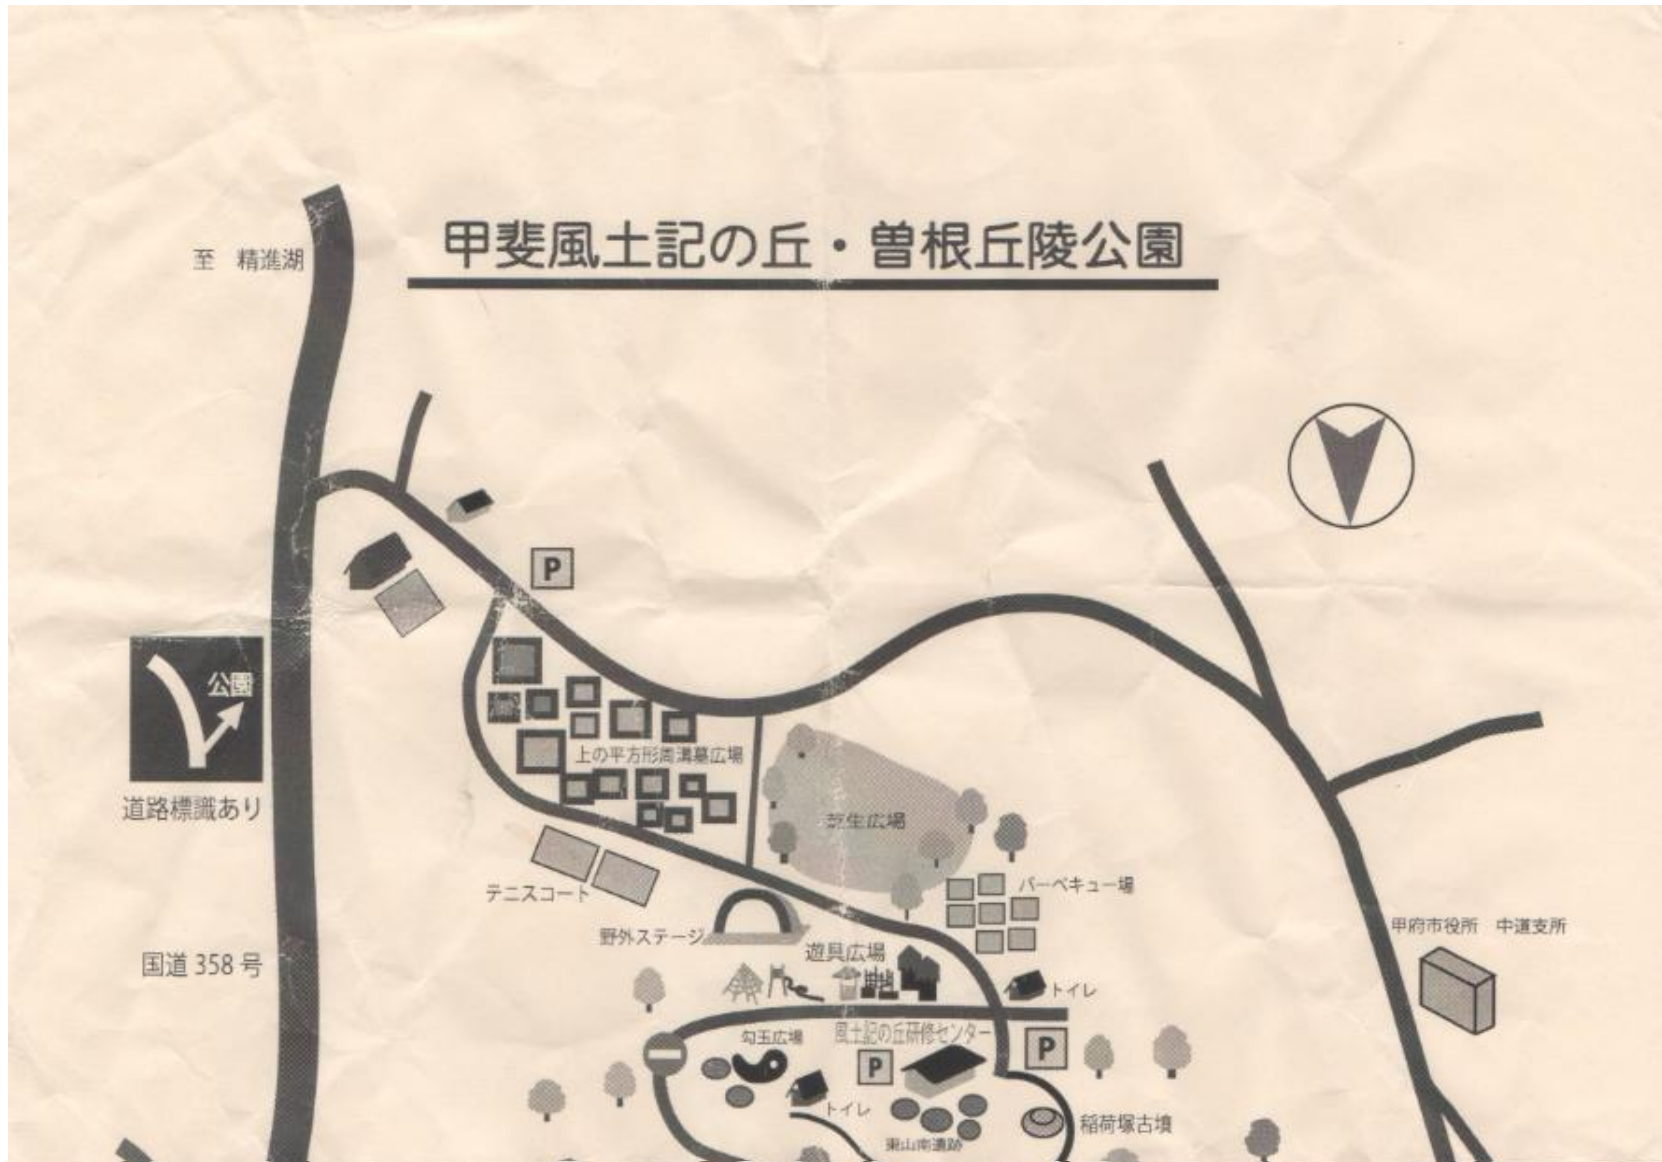 甲斐風土記の丘・曽根丘陵公園
至 精進湖
P
公園
道路標識あり
上の平方形周溝墓広場
芝生広場
テニスコート
バーベキュー場
野外ステージ
遊具広場
甲府市役所 中道支所
国道 358 号
トイレ
勾玉広場
風土記の丘研修センター
P
P
トイレ
稲荷塚古墳
東山南遺跡